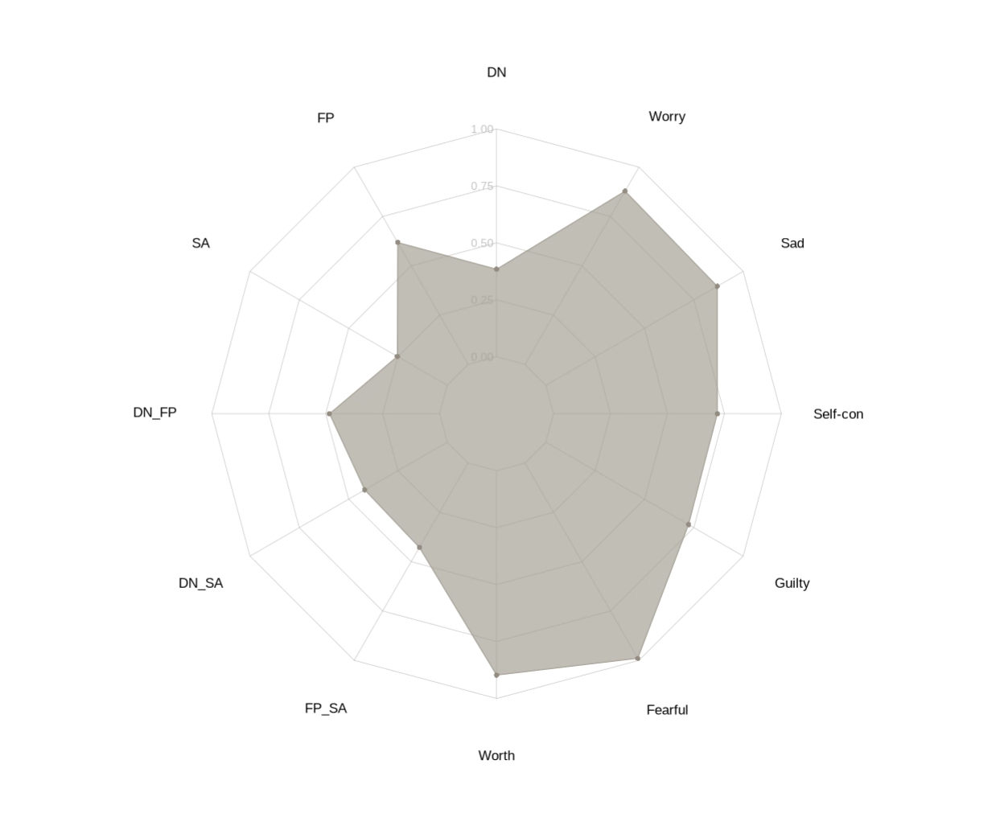 DN
FP
Worry
1.00
0.75
SA
Sad
0.50
0.25
0.00
DN_FP
Self-con
DN_SA
Guilty
FP_SA
Fearful
Worth